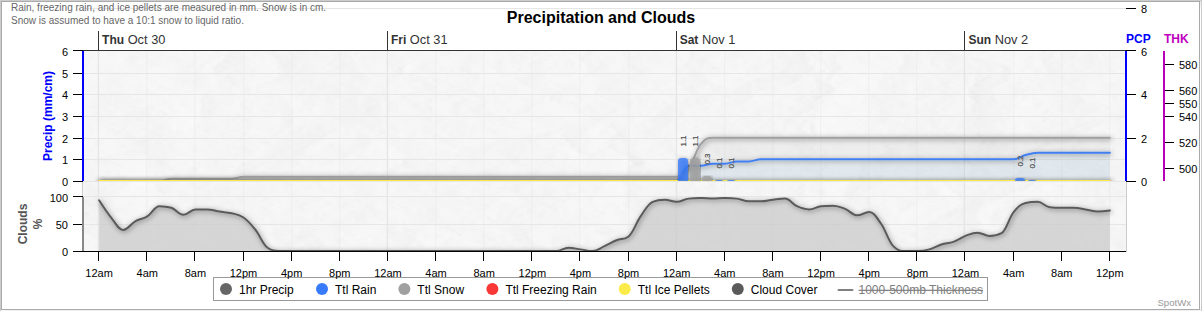 Rain, freezing rain, and ice pellets are measured in mm. Snow is in cm.
Snow is assumed to have a 10:1 snow to liquid ratio.
Precipitation and Clouds
8
Thu Oct 30
Fri Oct 31
Sat Nov 1
Sun Nov 2
PCP
THK
Precip (mm/cm)
6
5
4
3
2
1
0
1.1
1.1
0.3
0.1
0.1
0.1
6
4
2
0
580
560
550
540
520
500
Clouds
%
100
50
0
12am 4am 8am 12pm 4pm 8pm 12am 4am 8am 12pm 4pm 8pm 12am 4am 8am 12pm 4pm 8pm 12am 4am 8am 12pm
1hr Precip Ttl Rain Ttl Snow Ttl Freezing Rain Ttl Ice Pellets Cloud Cover 1000-500mb Thickness
SpotWx